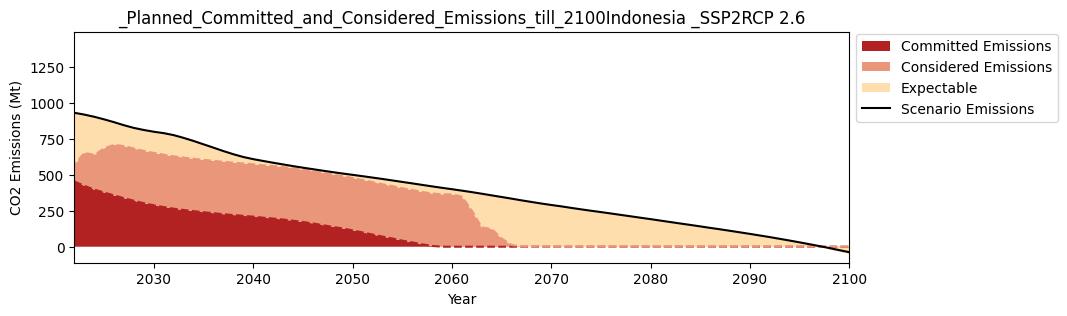 _Planned_Committed_and_Considered_Emissions_till_2100Indonesia _SSP2RCP 2.6
Committed Emissions
Considered Emissions
Expectable
Scenario Emissions
CO2 Emissions (Mt)
1250
1000
750
500
250
0
2030 2040 2050 2060 2070 2080 2090 2100
Year